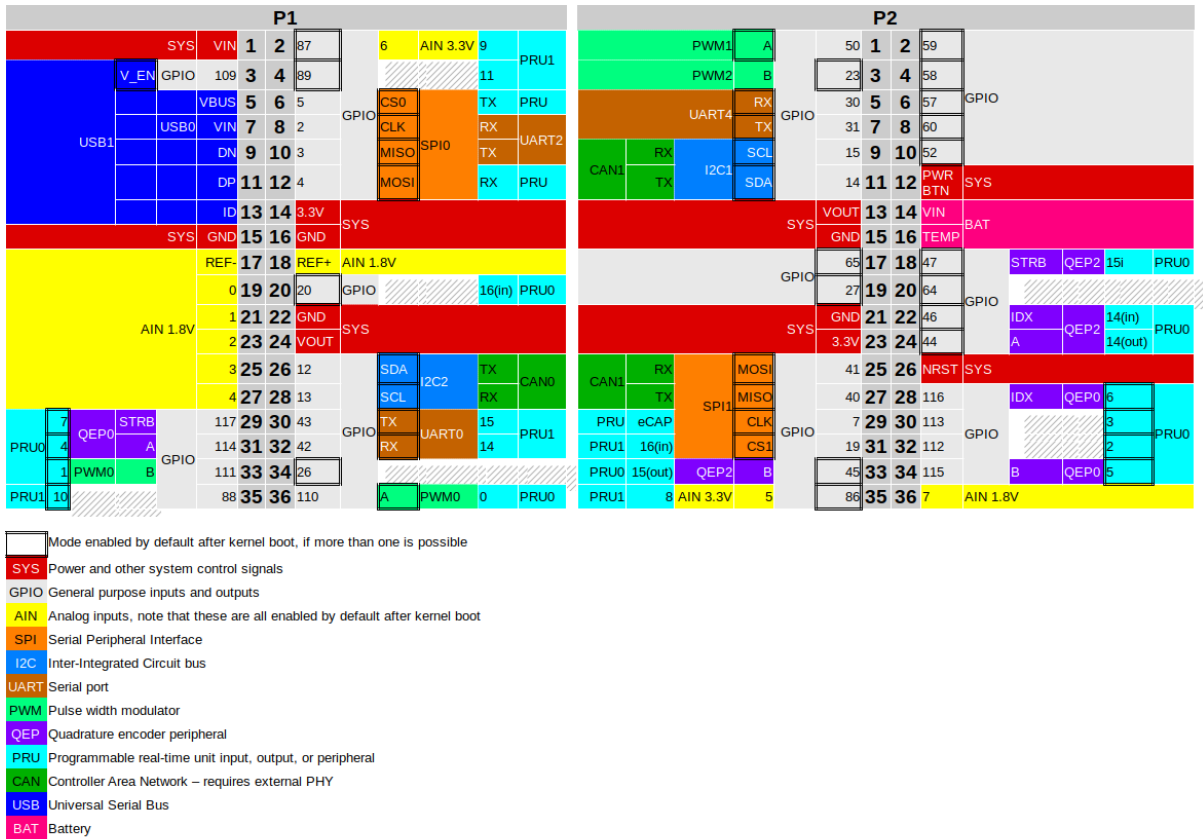 P1 P2
SYS VIN 1 2 87 6 AIN 3.3V 9 PRU1 PWM1 A 50 1 2 59
USB1 V_EN GPIO 109 3 4 89 GPIO 11 PWM2 B 23 GPIO 3 4 58 GPIO
VBUS 5 6 5 CS0 SPI0 TX PRU UART4 RX 30 5 6 57
USB0 VIN 7 8 2 CLK RX UART2 TX 31 7 8 60
DN 9 10 3 MISO TX CAN1 RX I2C1 SCL 15 9 10 52
DP 11 12 4 MOSI RX PRU TX SDA 14 11 12 PWR BTN SYS
ID 13 14 3.3V SYS SYS VOUT 13 14 VIN BAT
SYS GND 15 16 GND GND 15 16 TEMP
AIN 1.8V REF- 17 18 REF+ AIN 1.8V GPIO 65 17 18 47 GPIO STRB QEP2 15i PRU0
0 19 20 20 GPIO 16(in) PRU0 27 19 20 64
1 21 22 GND SYS SYS GND 21 22 46 IDX QEP2 14(in) PRU0
2 23 24 VOUT 3.3V 23 24 44 A 14(out)
3 25 26 12 GPIO SDA I2C2 TX CAN0 CAN1 RX SPI1 MOSI 41 GPIO 25 26 NRST SYS
4 27 28 13 SCL RX TX MISO 40 27 28 116 GPIO IDX QEP0 6 PRU0
PRU0 7 QEP0 STRB GPIO 117 29 30 43 TX UART0 15 PRU1 PRU eCAP CLK 7 29 30 113 3
4 A 114 31 32 42 RX 14 PRU1 16(in) CS1 19 31 32 112 2
1 PWM0 B 111 33 34 26 PRU0 15(out) QEP2 B 45 33 34 115 B QEP0 5
PRU1 10 88 35 36 110 A PWM0 0 PRU0 PRU1 8 AIN 3.3V 5 86 35 36 7 AIN 1.8V
Mode enabled by default after kernel boot, if more than one is possible
SYS Power and other system control signals
GPIO General purpose inputs and outputs
AIN Analog inputs, note that these are all enabled by default after kernel boot
SPI Serial Peripheral Interface
I2C Inter-Integrated Circuit bus
UART Serial port
PWM Pulse width modulator
QEP Quadrature encoder peripheral
PRU Programmable real-time unit input, output, or peripheral
CAN Controller Area Network – requires external PHY
USB Universal Serial Bus
BAT Battery